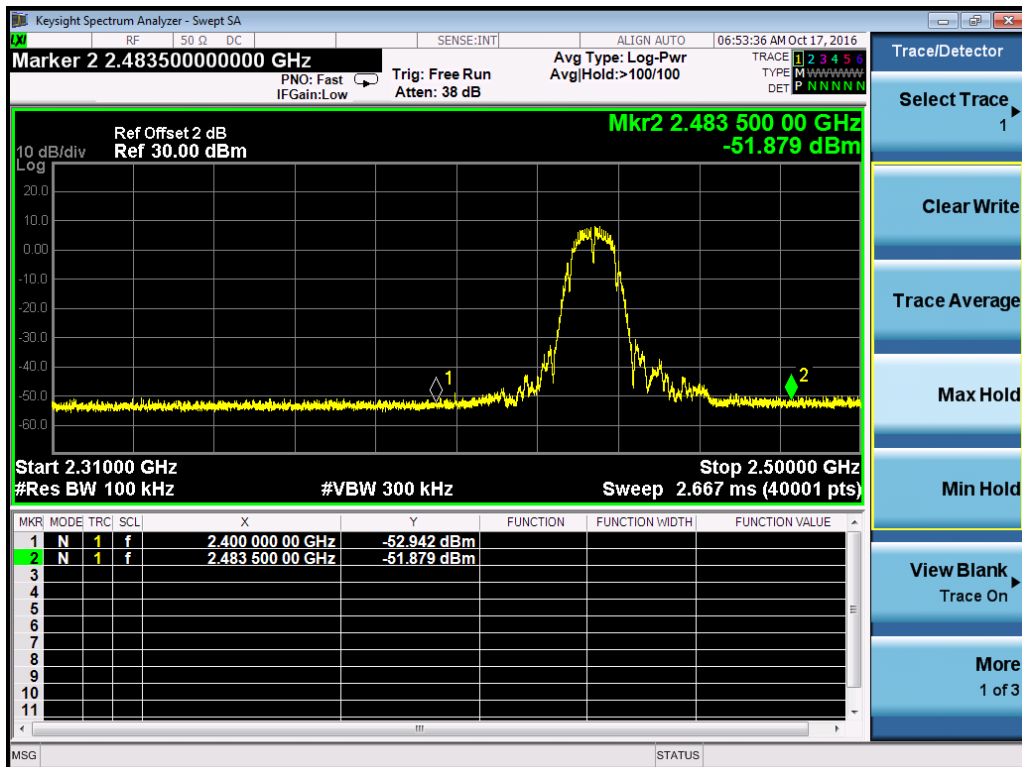 Keysight Spectrum Analyzer - Swept SA
LXI RF 50 Ω DC SENSE:INT ALIGN AUTO 06:53:36 AM Oct 17, 2016
Marker 2 2.483500000000 GHz
PNO: Fast
IFGain:Low
Trig: Free Run
Atten: 38 dB
Avg Type: Log-Pwr
Avg|Hold:>100/100
TRACE 1 2 3 4 5 6
TYPE M WWWWW
DET P N N N N N
Mkr2 2.483 500 00 GHz
-51.879 dBm
Ref Offset 2 dB
10 dB/div Ref 30.00 dBm
Log
20.0
10.0
0.00
-10.0
-20.0
-30.0
-40.0
-50.0
-60.0
1
2
Start 2.31000 GHz Stop 2.50000 GHz
#Res BW 100 kHz #VBW 300 kHz Sweep 2.667 ms (40001 pts)
MKR MODE TRC SCL X Y FUNCTION FUNCTION WIDTH FUNCTION VALUE
1 N 1 f 2.400 000 00 GHz -52.942 dBm
2 N 1 f 2.483 500 00 GHz -51.879 dBm
3
4
5
6
7
8
9
10
11
MSG STATUS
Trace/Detector
Select Trace
1
Clear Write
Trace Average
Max Hold
Min Hold
View Blank
Trace On
More
1 of 3